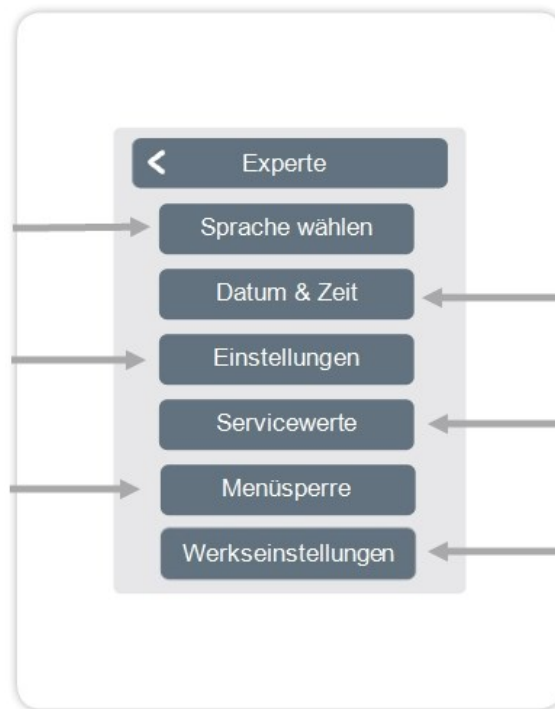 Experte
Sprache wählen
Datum & Zeit
Einstellungen
Servicewerte
Menüsperre
Werkseinstellungen